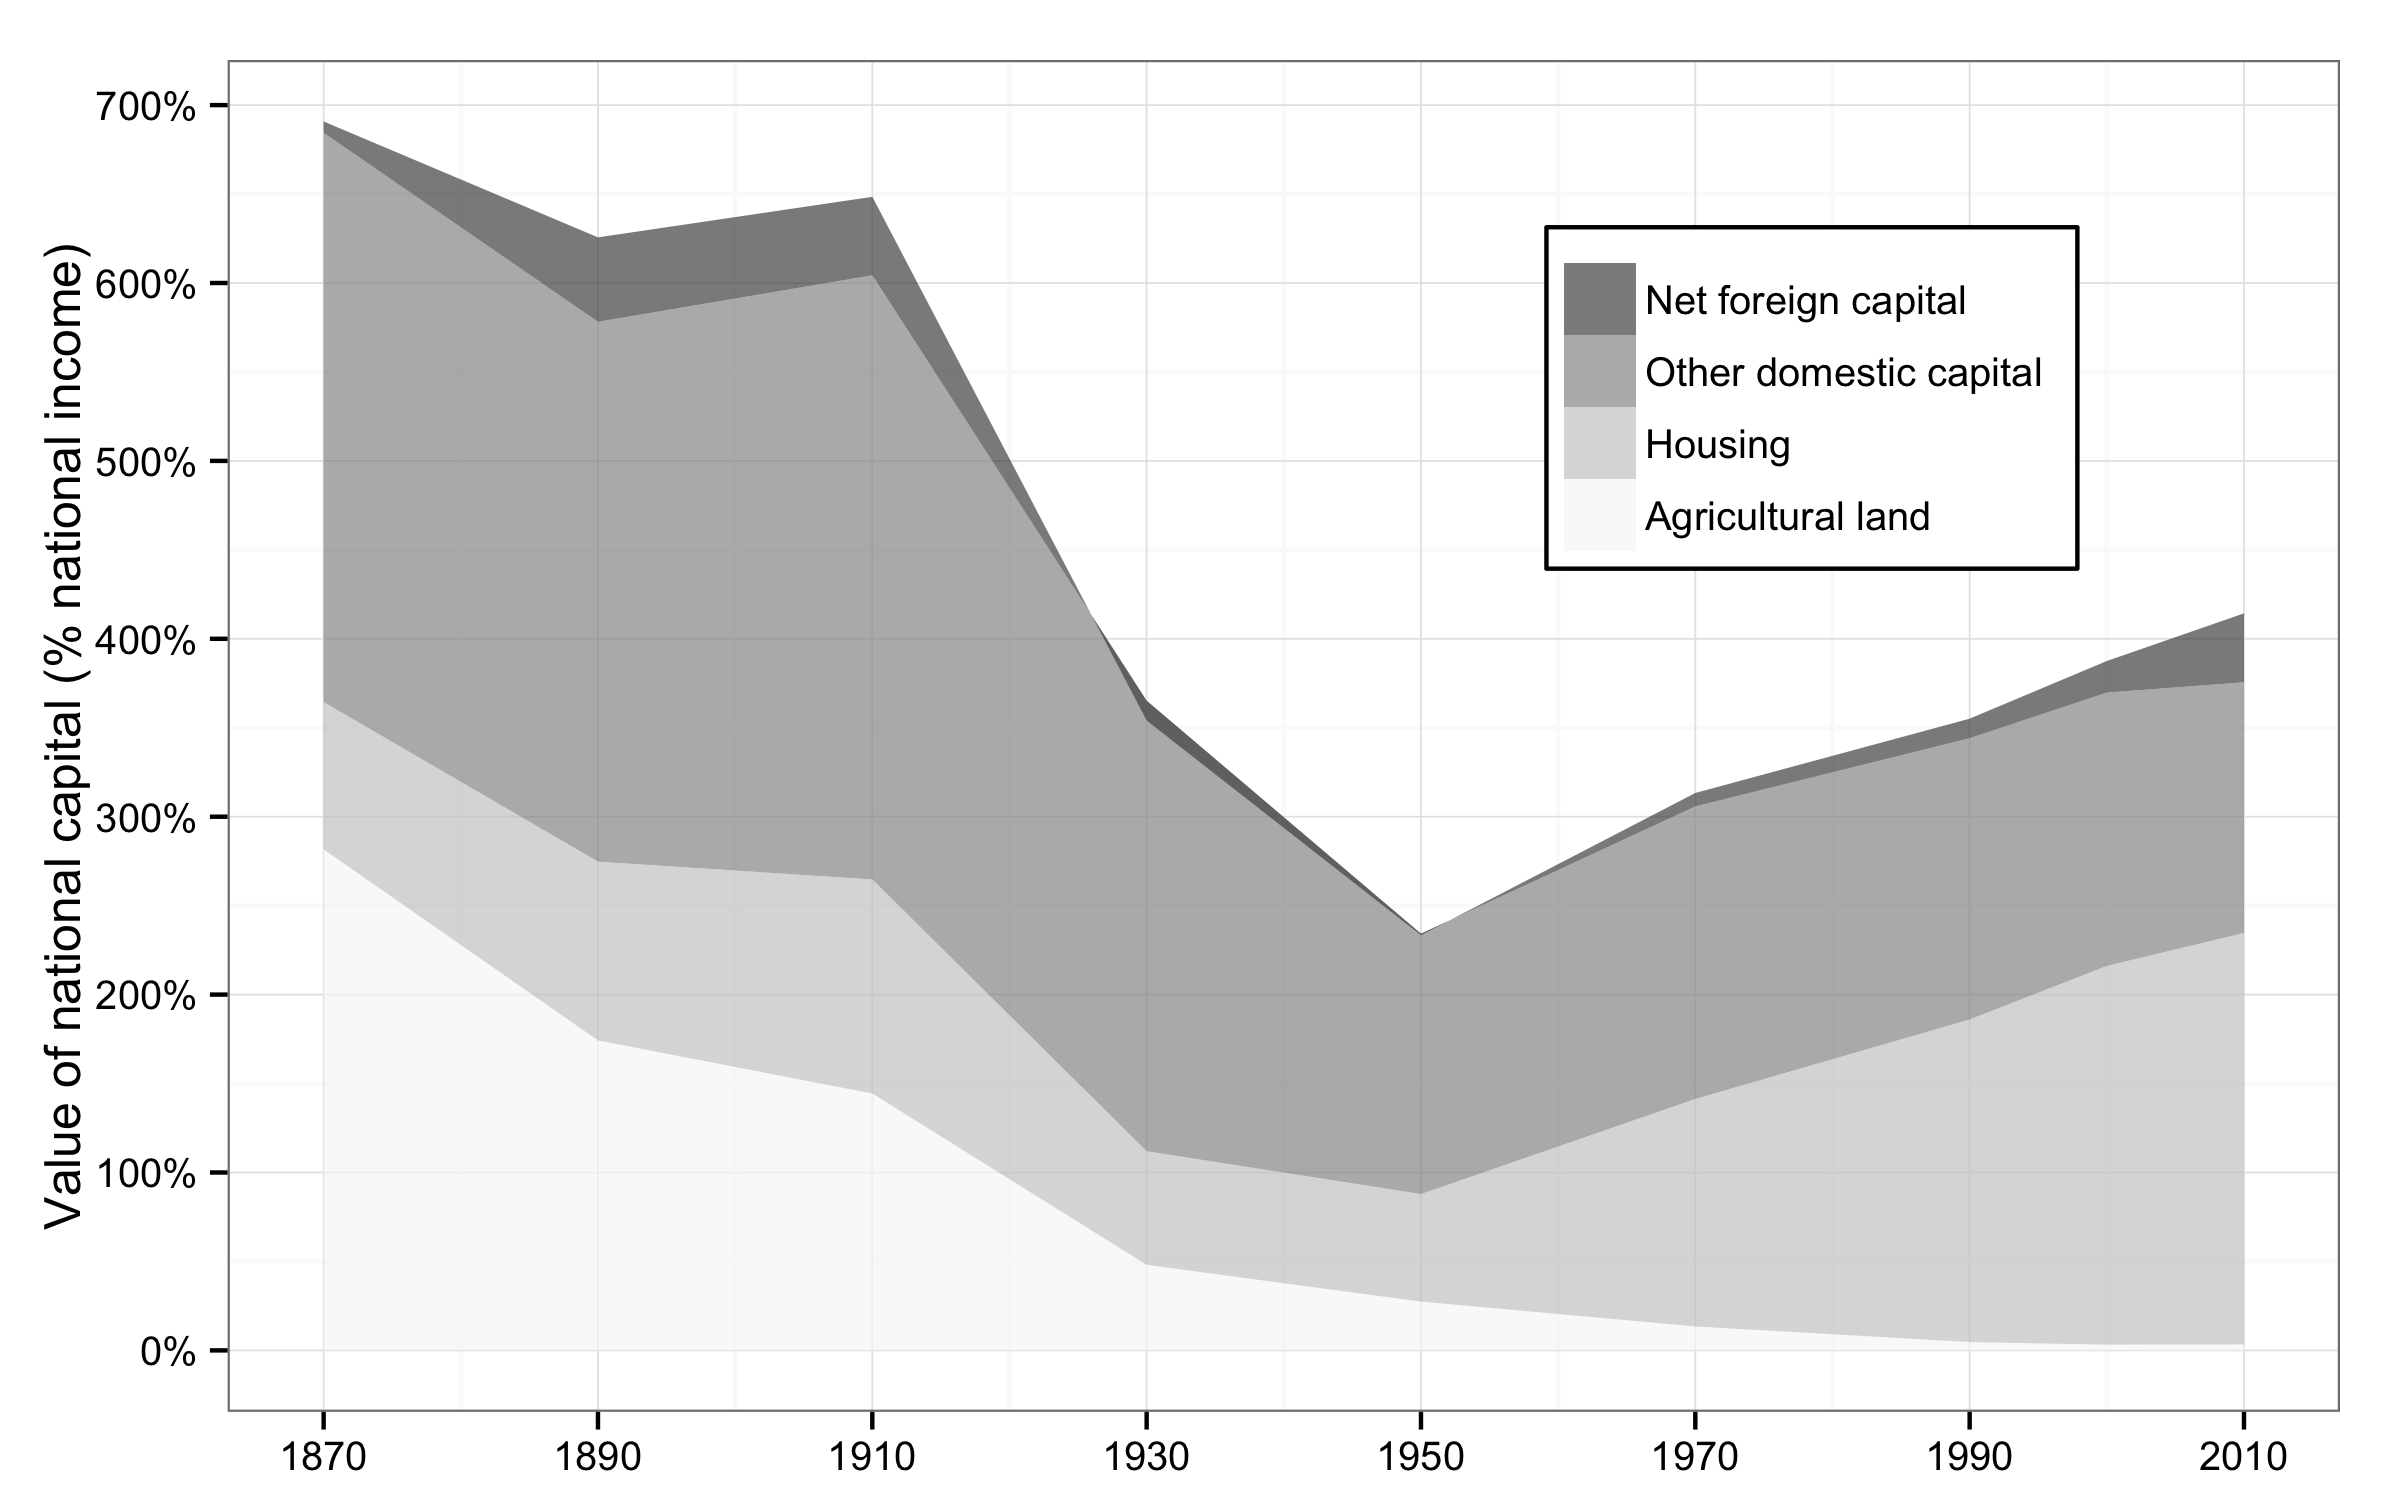 Value of national capital (% national income)
700%
600%
500%
400%
300%
200%
100%
0%
Net foreign capital
Other domestic capital
Housing
Agricultural land
1870 1890 1910 1930 1950 1970 1990 2010